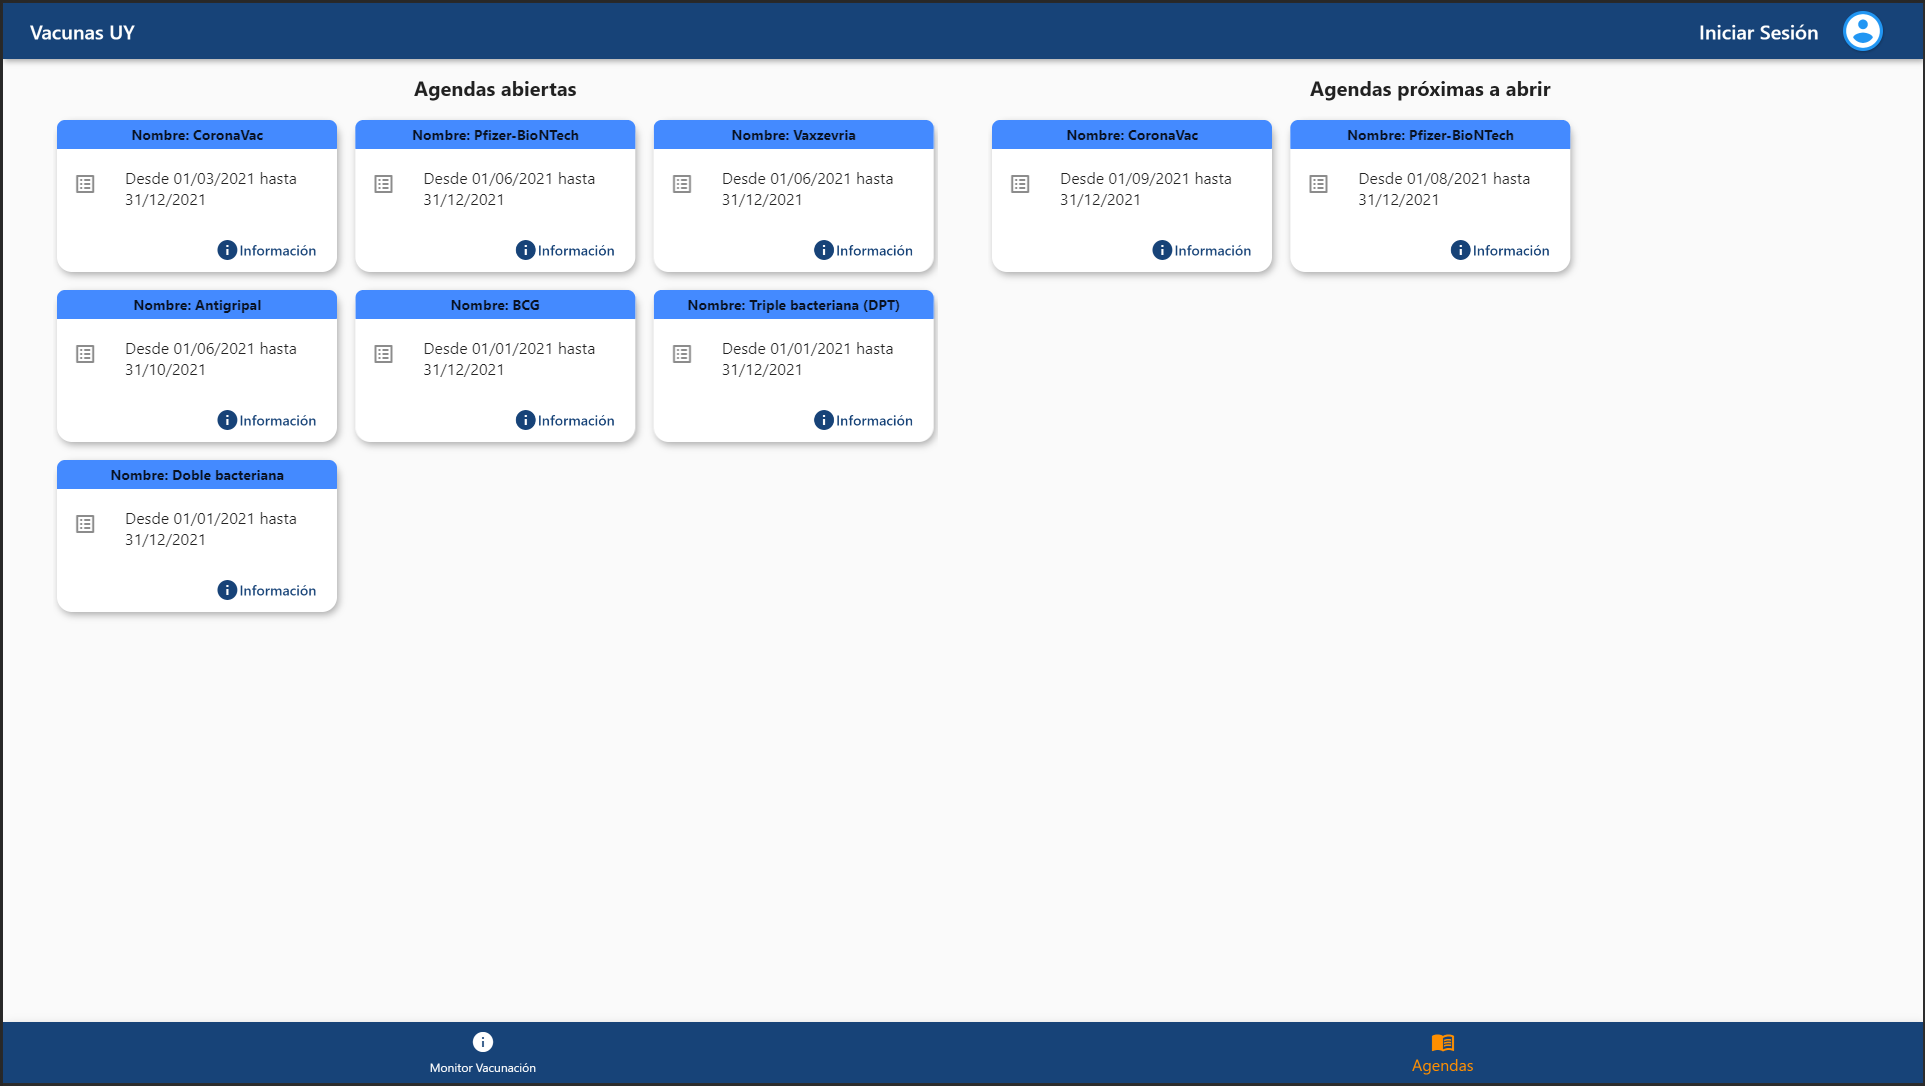 Vacunas UY
Iniciar Sesión
Agendas abiertas
Nombre: CoronaVac
Desde 01/03/2021 hasta
31/12/2021
Información
Nombre: Pfizer-BioNTech
Desde 01/06/2021 hasta
31/12/2021
Información
Nombre: Vaxzevria
Desde 01/06/2021 hasta
31/12/2021
Información
Nombre: Antigripal
Desde 01/06/2021 hasta
31/10/2021
Información
Nombre: BCG
Desde 01/01/2021 hasta
31/12/2021
Información
Nombre: Triple bacteriana (DPT)
Desde 01/01/2021 hasta
31/12/2021
Información
Nombre: Doble bacteriana
Desde 01/01/2021 hasta
31/12/2021
Información
Agendas próximas a abrir
Nombre: CoronaVac
Desde 01/09/2021 hasta
31/12/2021
Información
Nombre: Pfizer-BioNTech
Desde 01/08/2021 hasta
31/12/2021
Información
Monitor Vacunación
Agendas